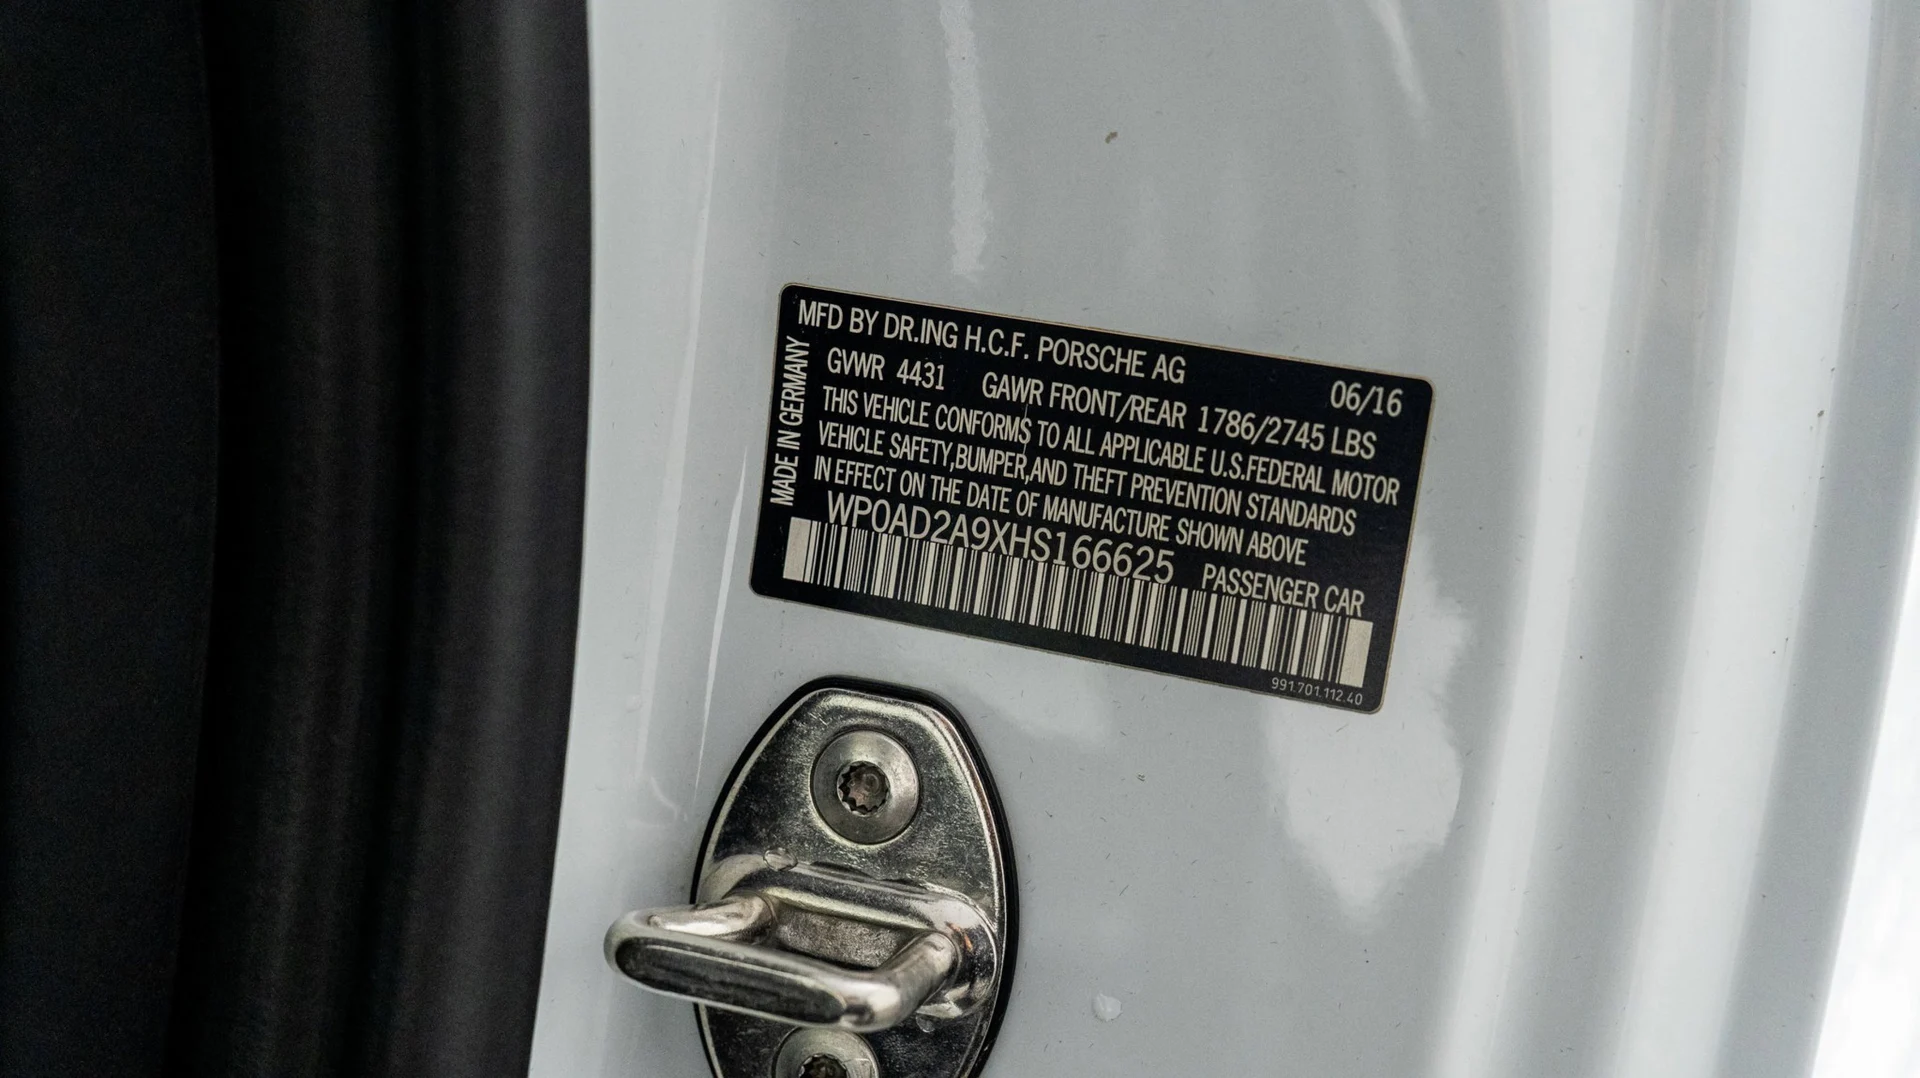 MFD BY DR.ING H.C.F. PORSCHE AG
06/16
GVWR 4431 GAWR FRONT/REAR 1786/2745 LBS
THIS VEHICLE CONFORMS TO ALL APPLICABLE U.S.FEDERAL MOTOR
VEHICLE SAFETY,BUMPER,AND THEFT PREVENTION STANDARDS
IN EFFECT ON THE DATE OF MANUFACTURE SHOWN ABOVE
WP0AD2A9XHS166625 PASSENGER CAR
MADE IN GERMANY
991.701.112.40